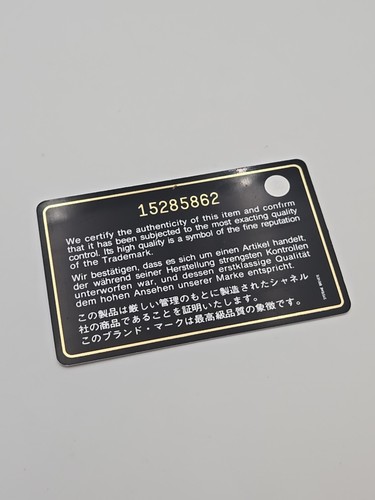 15285862
We certify the authenticity of this item and confirm
that it has been subjected to the most exacting quality
control. Its high quality is a symbol of the fine reputation
of the Trademark.
Wir bestätigen, dass es sich um einen Artikel handelt,
der während seiner Herstellung strengsten Kontrollen
unterworfen war, und dessen erstklassige Qualität
dem hohen Ansehen unserer Marke entspricht.
この製品は厳しい管理のもとに製造されたシャネル
社の商品であることを証明いたします。
このブランド・マークは最高級品質の象徴です。